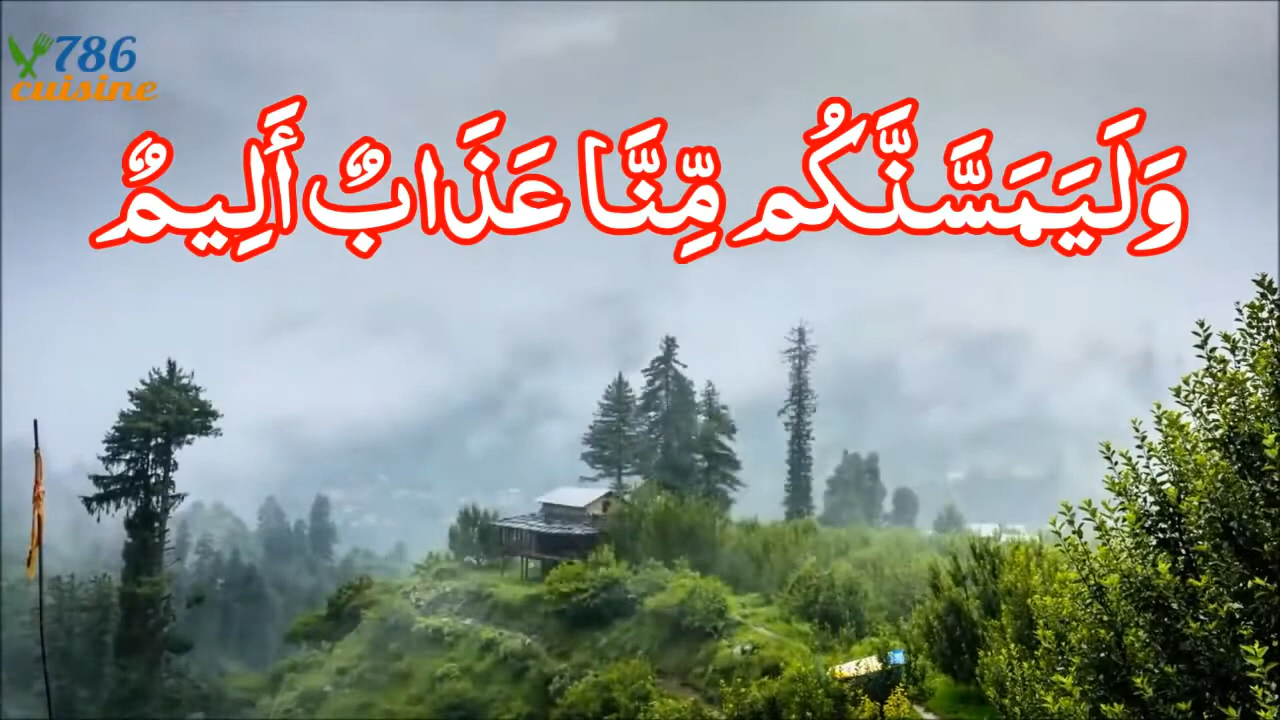 786
cuisine
وَلَيَمَسَّنَّكُم مِّنَّا عَذَابٌ أَلِيمٌ